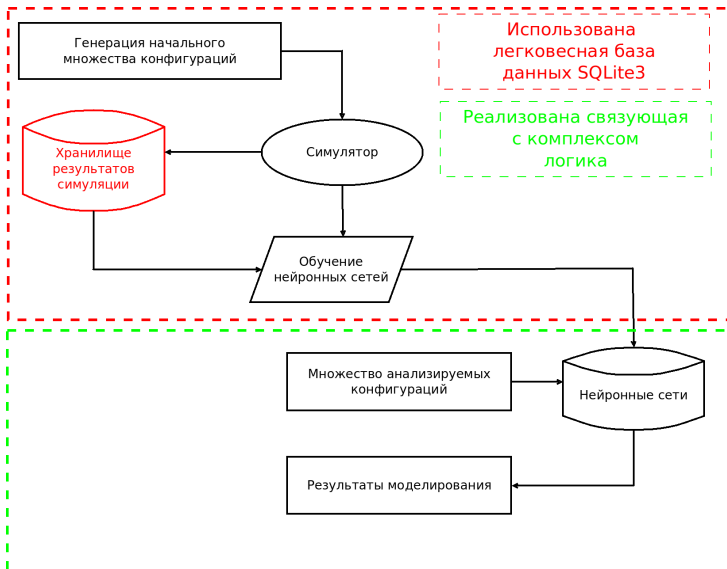 Генерация начального
множества конфигураций
Использована
легковесная база
данных SQLite3
Реализована связующая
с комплексом
логика
Хранилище
результатов
симуляции
Симулятор
Обучение
нейронных сетей
Множество анализируемых
конфигураций
Нейронные сети
Результаты моделирования